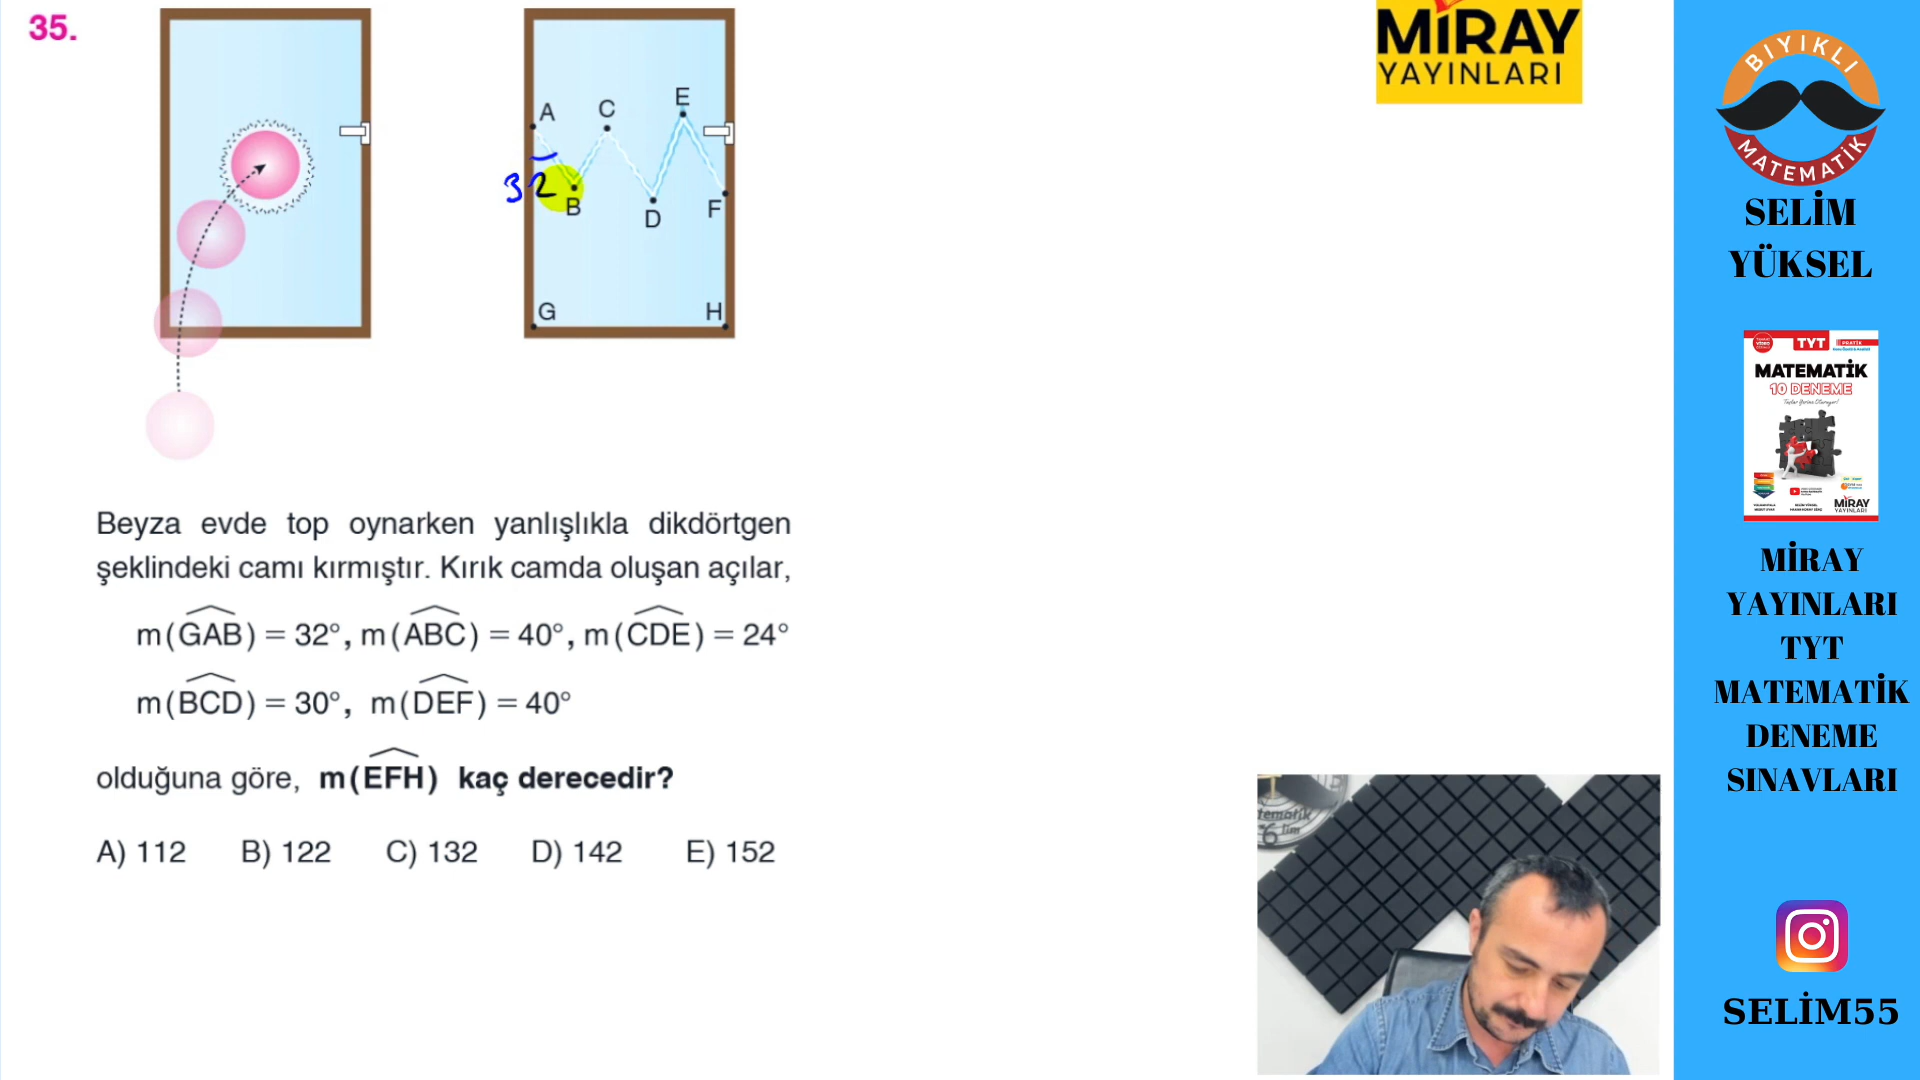 35.
A
C
E
32
B
D
F
G
H
Beyza evde top oynarken yanlışlıkla dikdörtgen
şeklindeki camı kırmıştır. Kırık camda oluşan açılar,
m(GAB) = 32°, m(ABC) = 40°, m(CDE) = 24°
m(BCD) = 30°, m(DEF) = 40°
olduğuna göre, m(EFH) kaç derecedir?
A) 112 B) 122 C) 132 D) 142 E) 152
MİRAY
YAYINLARI
BIYIKLI
MATEMATİK
SELİM
YÜKSEL
TYT
MATEMATİK
10 DENEME
MİRAY
MİRAY
YAYINLARI
TYT
MATEMATİK
DENEME
SINAVLARI
SELİM55